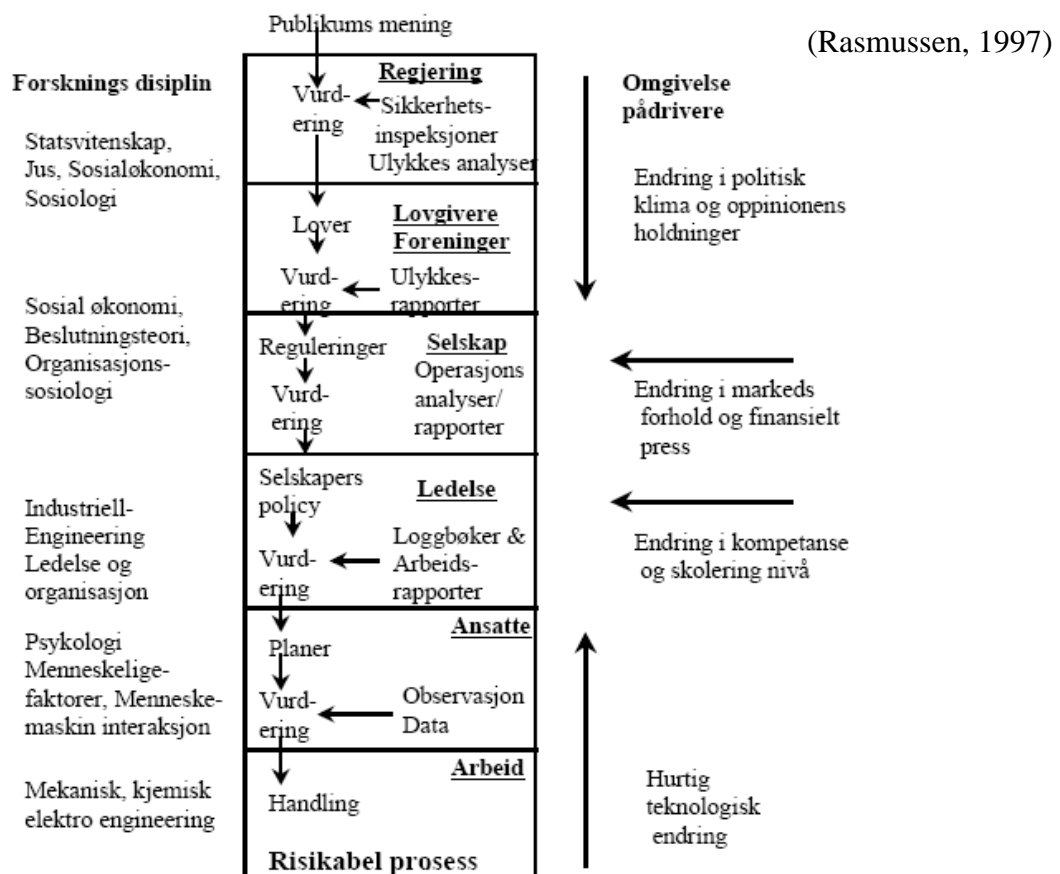 Publikums mening
(Rasmussen, 1997)
Forsknings disiplin
Statsvitenskap,
Jus, Sosialøkonomi,
Sosiologi
Sosial økonomi,
Beslutningsteori,
Organisasjons-
sosiologi
Industriell-
Engineering
Ledelse og
organisasjon
Psykologi
Menneskelige-
faktorer, Menneske-
maskin interaksjon
Mekanisk, kjemisk
elektro engineering
Regjering
Vurd-
ering
Sikkerhets-
inspeksjoner
Ulykkes analyser
Lover
Lovgivere
Foreninger
Vurd-
ering
Ulykkes-
rapporter
Reguleringer
Selskap
Operasjons
analyser/
rapporter
Vurd-
ering
Selskapers
policy
Ledelse
Vurd-
ering
Loggbøker &
Arbeids-
rapporter
Ansatte
Planer
Vurd-
ering
Observasjon
Data
Arbeid
Handling
Risikabel prosess
Omgivelse
pådrivere
Endring i politisk
klima og oppinionens
holdninger
Endring i markeds
forhold og finansielt
press
Endring i kompetanse
og skolering nivå
Hurtig
teknologisk
endring